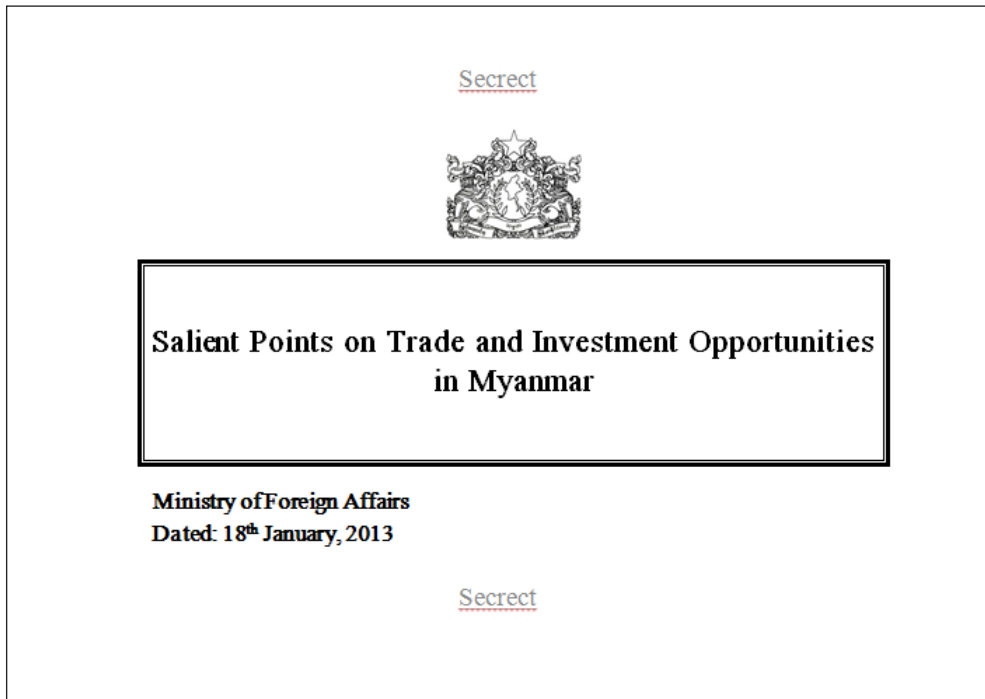 Secrect
Salient Points on Trade and Investment Opportunities
in Myanmar
Ministry of Foreign Affairs
Dated: 18th January, 2013
Secrect